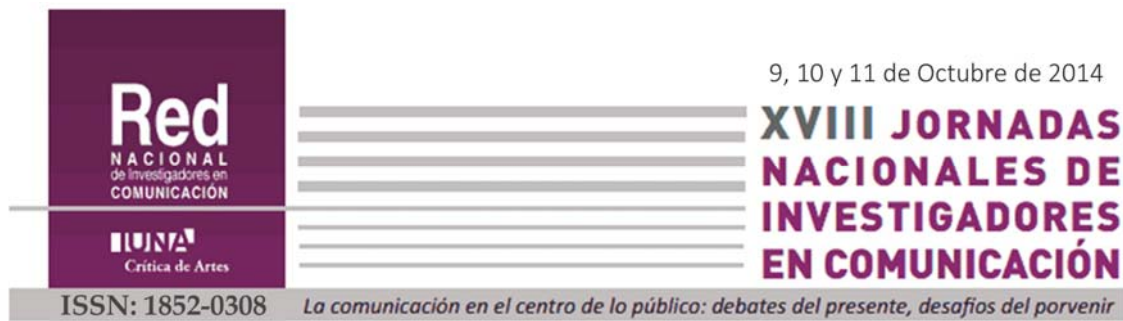 Red
NACIONAL
de Investigadores en
COMUNICACIÓN
IUNA
Crítica de Artes
9, 10 y 11 de Octubre de 2014
XVIII JORNADAS
NACIONALES DE
INVESTIGADORES
EN COMUNICACIÓN
ISSN: 1852-0308
La comunicación en el centro de lo público: debates del presente, desafíos del porvenir